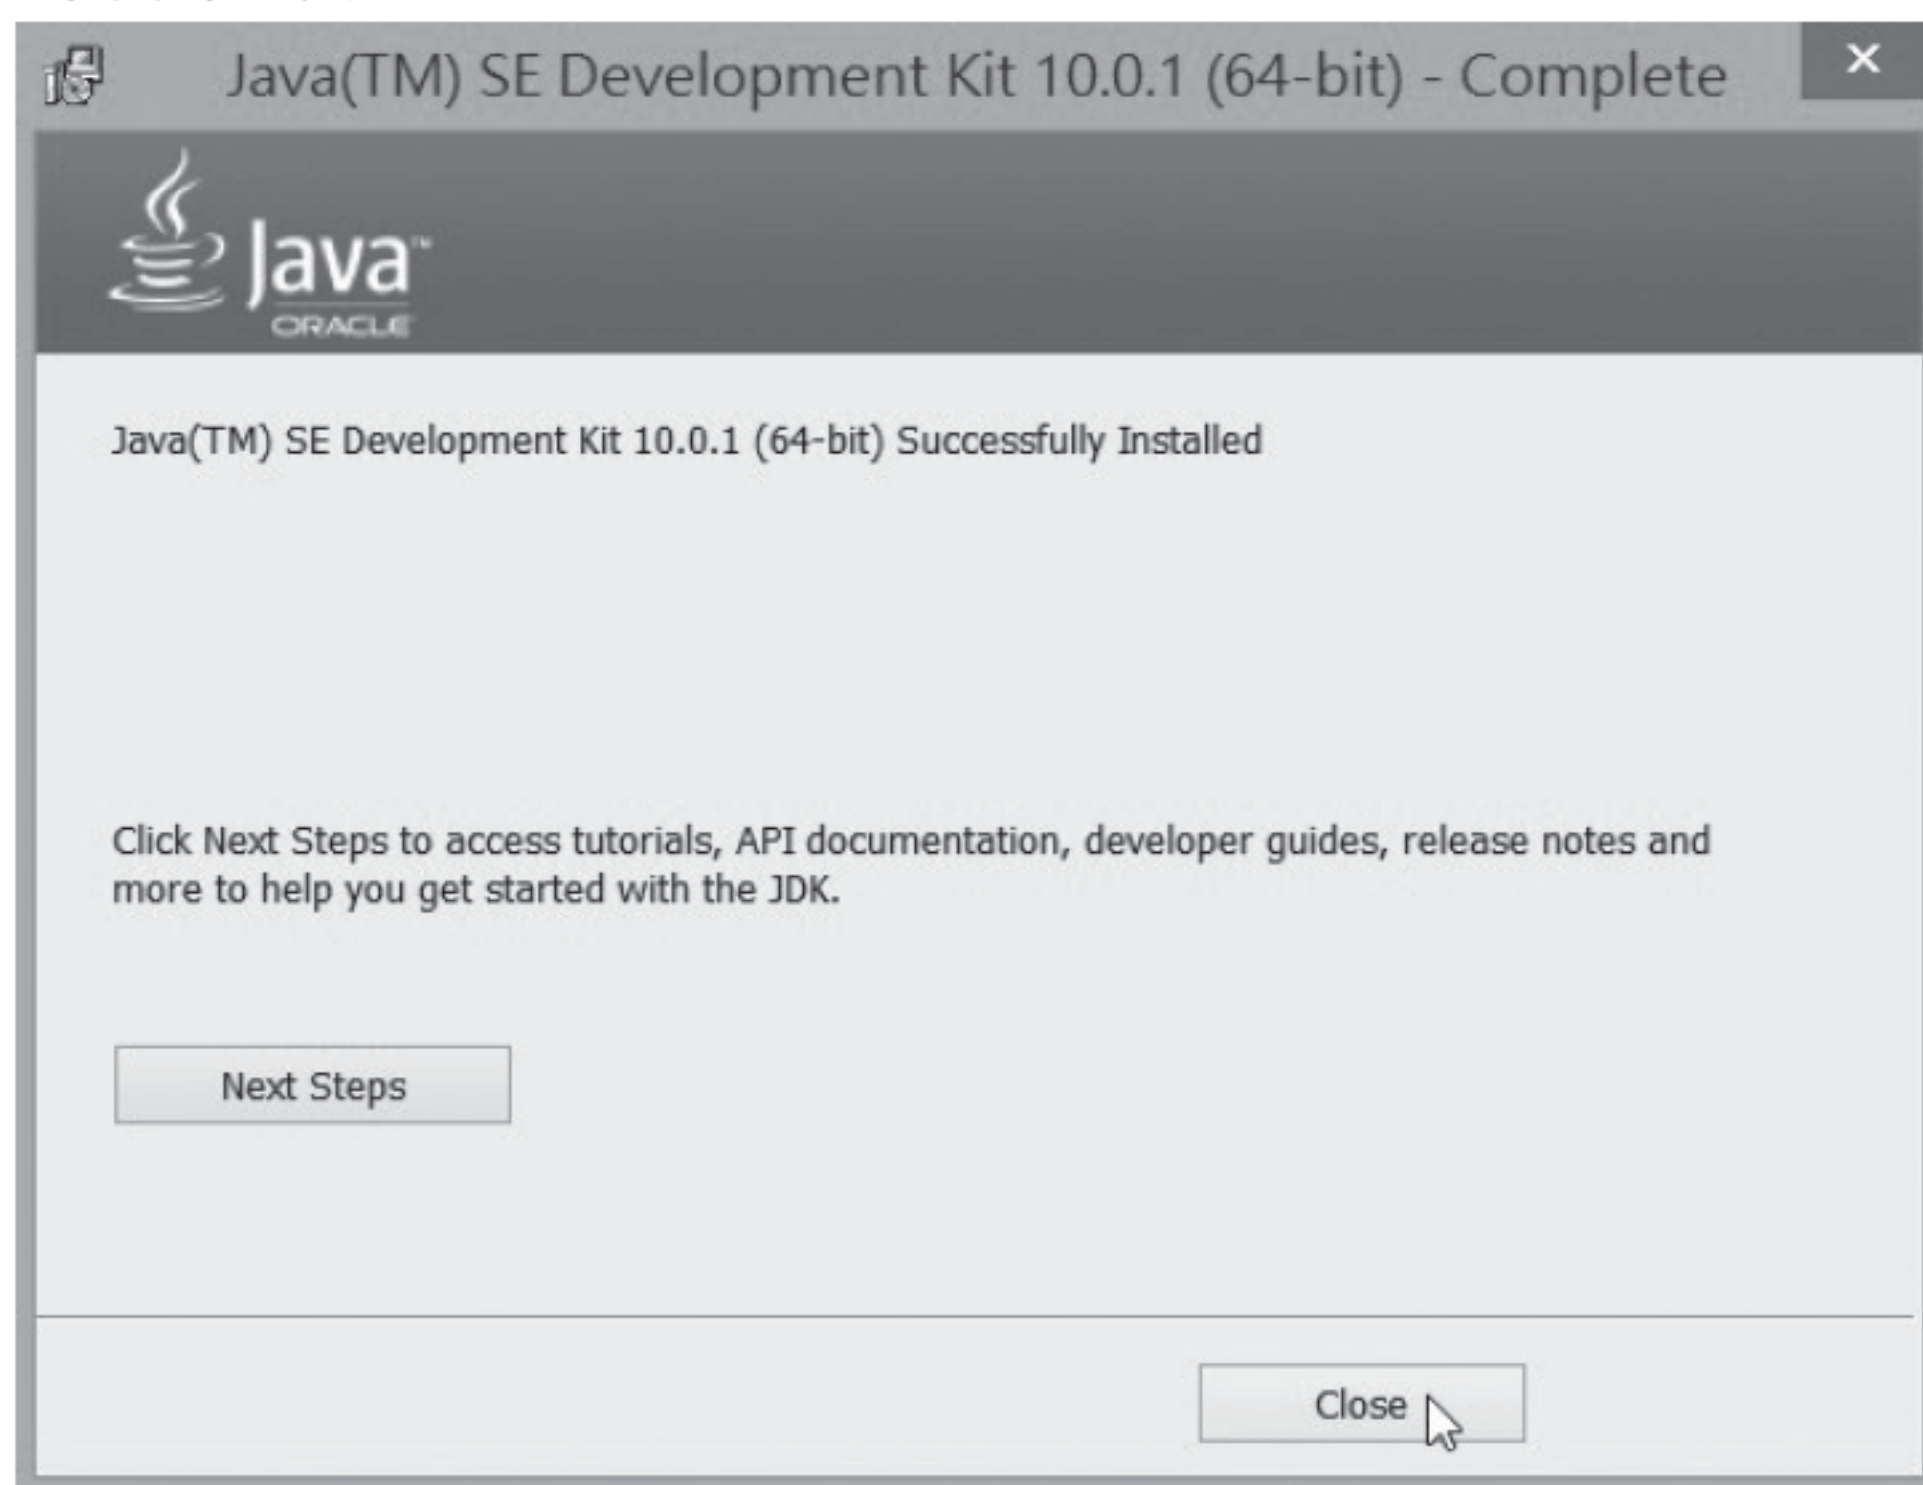 Java(TM) SE Development Kit 10.0.1 (64-bit) - Complete
Java™
ORACLE
Java(TM) SE Development Kit 10.0.1 (64-bit) Successfully Installed
Click Next Steps to access tutorials, API documentation, developer guides, release notes and
more to help you get started with the JDK.
Next Steps
Close